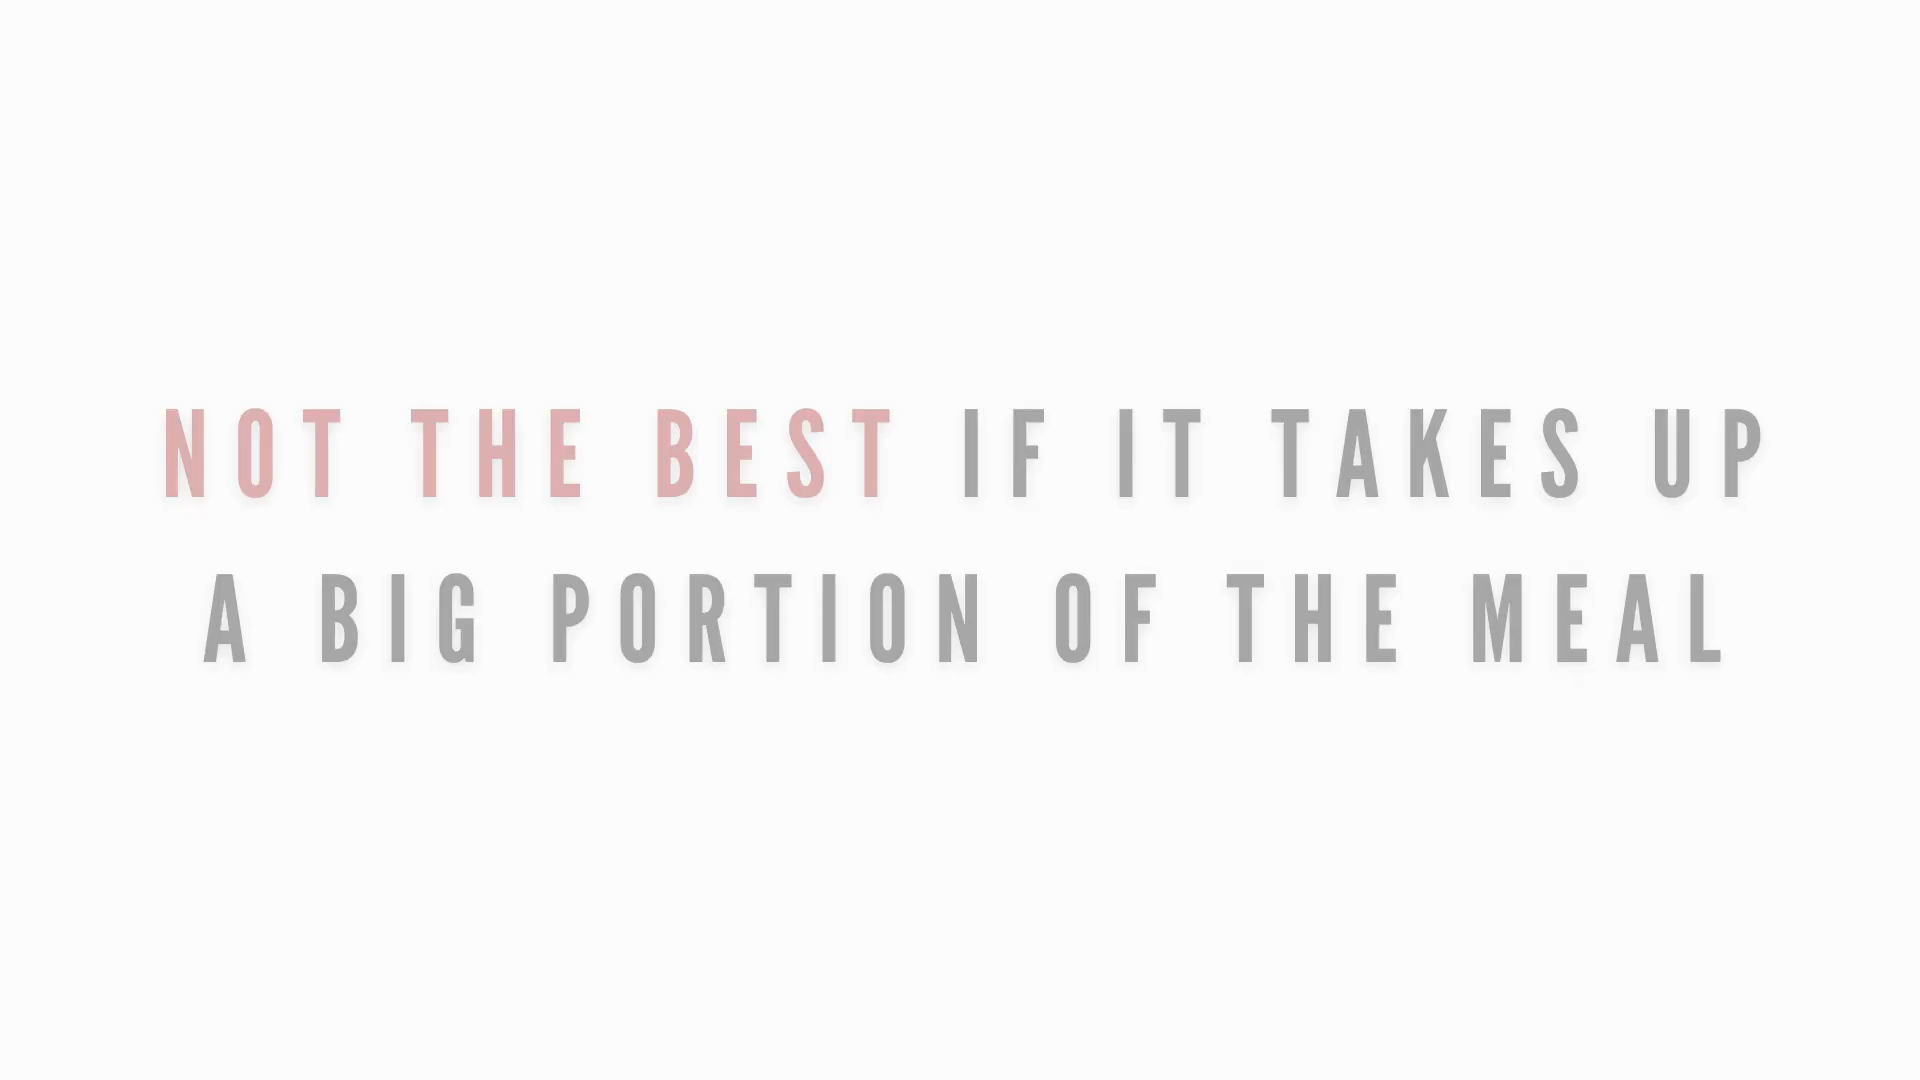 NOT THE BEST IF IT TAKES UP
A BIG PORTION OF THE MEAL